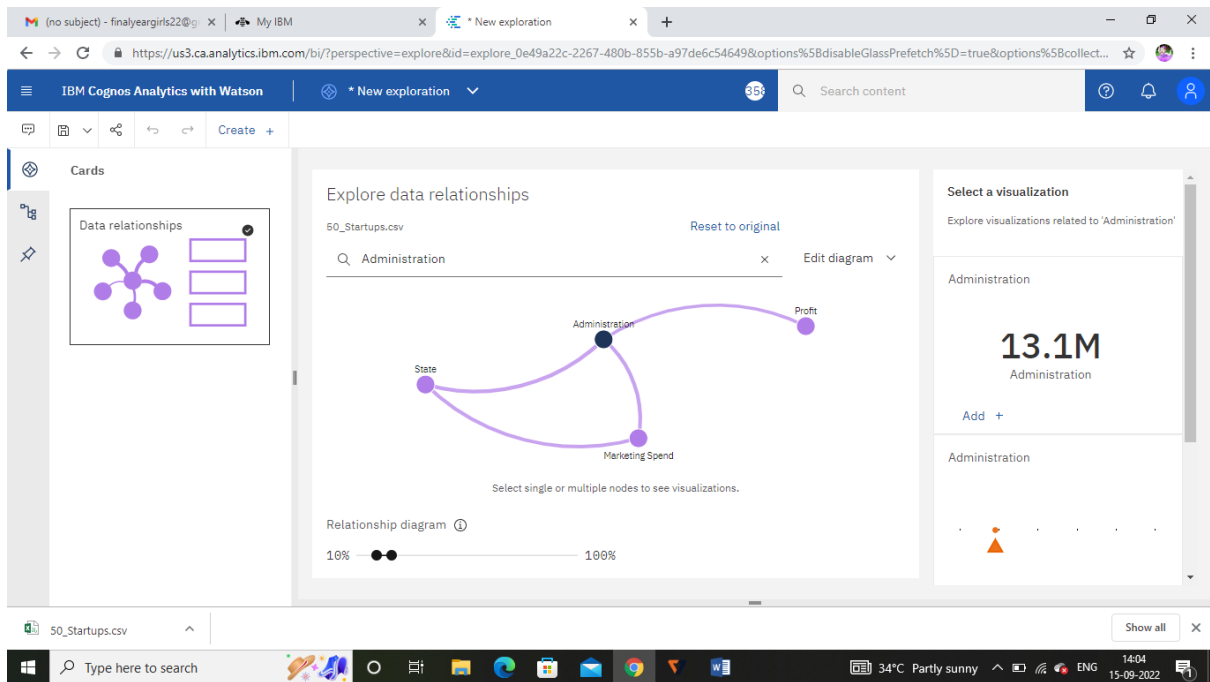 (no subject) - finalyeargirls22@g
My IBM
* New exploration
https://us3.ca.analytics.ibm.com/bi/?perspective=explore&id=explore_0e49a22c-2267-480b-855b-a97de6c54649&options%5BdisableGlassPrefetch%5D=true&options%5Bcollect...
IBM Cognos Analytics with Watson
* New exploration
358
Search content
Create +
Cards
Data relationships
Explore data relationships
50_Startups.csv
Reset to original
Administration
Edit diagram
Profit
Administration
State
Marketing Spend
Select single or multiple nodes to see visualizations.
Relationship diagram
10%
100%
Select a visualization
Explore visualizations related to 'Administration'
Administration
13.1M
Administration
Add +
Administration
50_Startups.csv
Show all
Type here to search
34°C Partly sunny
ENG
14:04
15-09-2022
1